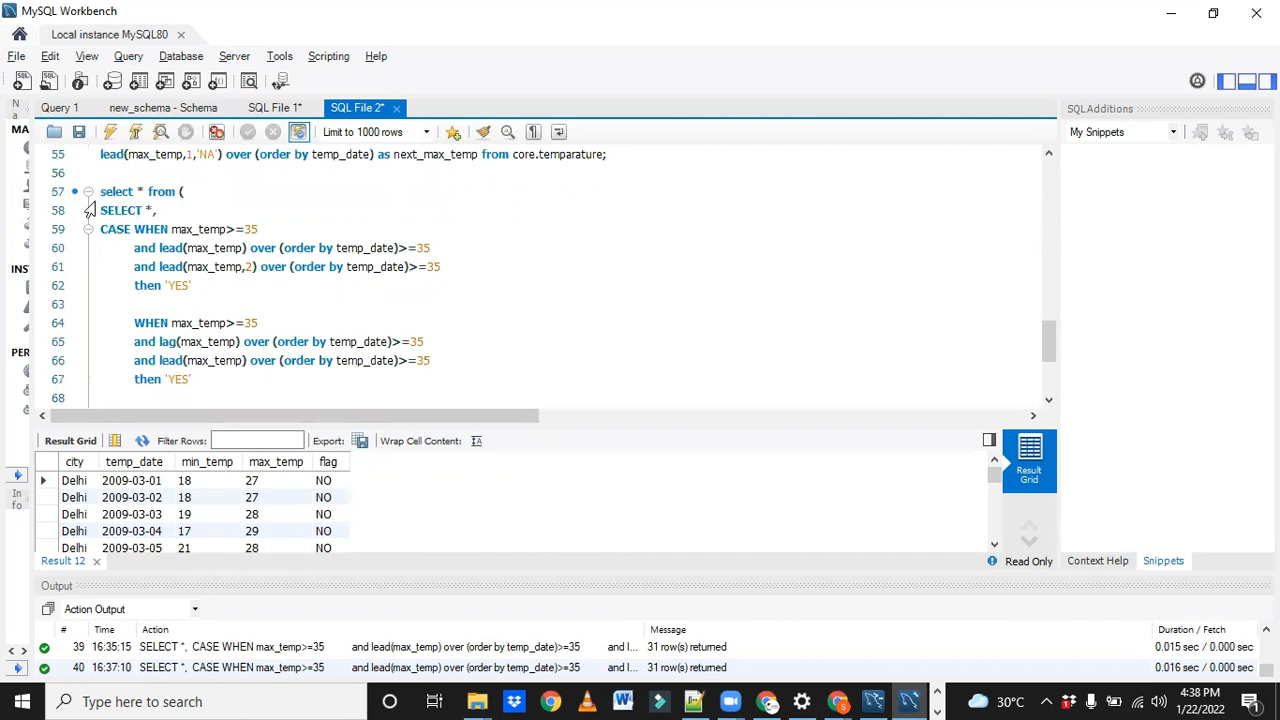 MySQL Workbench
Local instance MySQL80
File Edit View Query Database Server Tools Scripting Help
Query 1 new_schema - Schema SQL File 1* SQL File 2*
SQLAdditions
Limit to 1000 rows
My Snippets
55 lead(max_temp,1,'NA') over (order by temp_date) as next_max_temp from core.temparature;
56
57 select * from (
58 SELECT *,
59 CASE WHEN max_temp>=35
60 and lead(max_temp) over (order by temp_date)>=35
61 and lead(max_temp,2) over (order by temp_date)>=35
62 then 'YES'
63
64 WHEN max_temp>=35
65 and lag(max_temp) over (order by temp_date)>=35
66 and lead(max_temp) over (order by temp_date)>=35
67 then 'YES'
68
Result Grid Filter Rows: Export: Wrap Cell Content:
city temp_date min_temp max_temp flag
Delhi 2009-03-01 18 27 NO
Delhi 2009-03-02 18 27 NO
Delhi 2009-03-03 19 28 NO
Delhi 2009-03-04 17 29 NO
Delhi 2009-03-05 21 28 NO
Result
Grid
Result 12
Read Only
Context Help Snippets
Output
Action Output
# Time Action Message Duration / Fetch
39 16:35:15 SELECT *, CASE WHEN max_temp>=35 and lead(max_temp) over (order by temp_date)>=35 and l... 31 row(s) returned 0.015 sec / 0.000 sec
40 16:37:10 SELECT *, CASE WHEN max_temp>=35 and lead(max_temp) over (order by temp_date)>=35 and l... 31 row(s) returned 0.016 sec / 0.000 sec
Type here to search
30°C
4:38 PM
1/22/2022